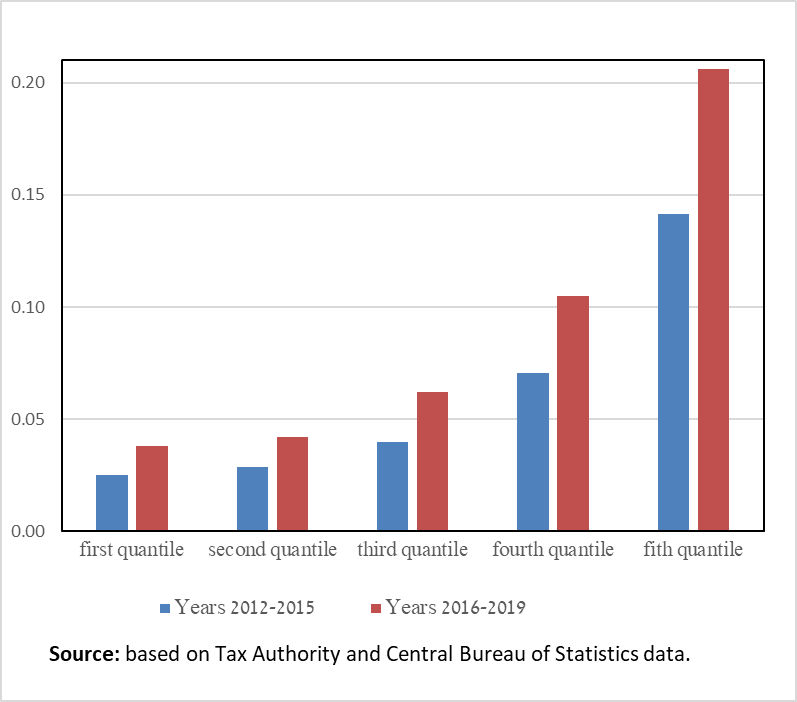 0.20
0.15
0.10
0.05
0.00
first quantile second quantile third quantile fourth quantile fith quantile
Years 2012-2015 Years 2016-2019
Source: based on Tax Authority and Central Bureau of Statistics data.